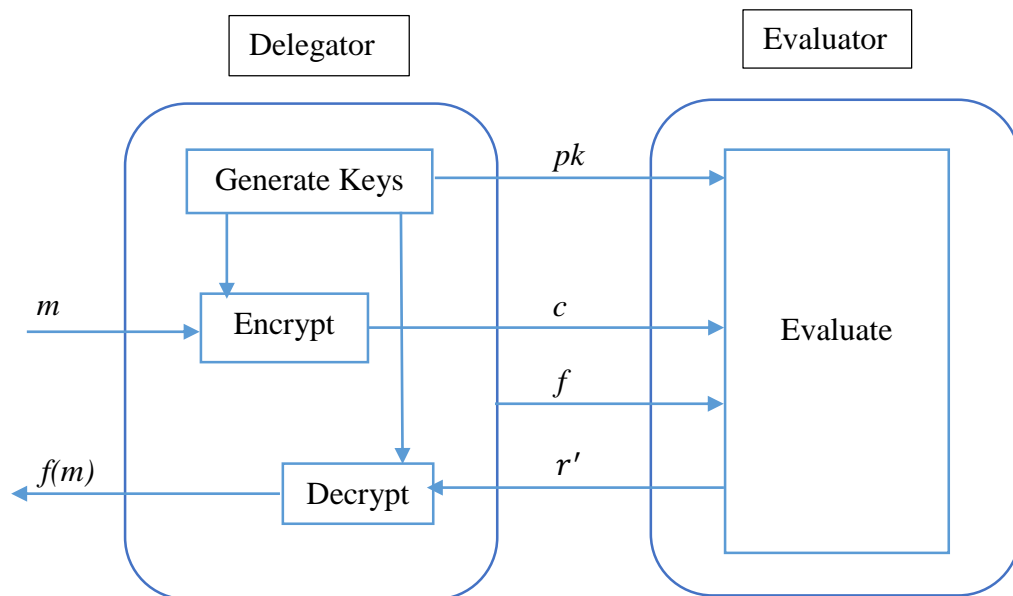 Delegator
Evaluator
Generate Keys
pk
m
Encrypt
c
Evaluate
f
f(m)
Decrypt
r′